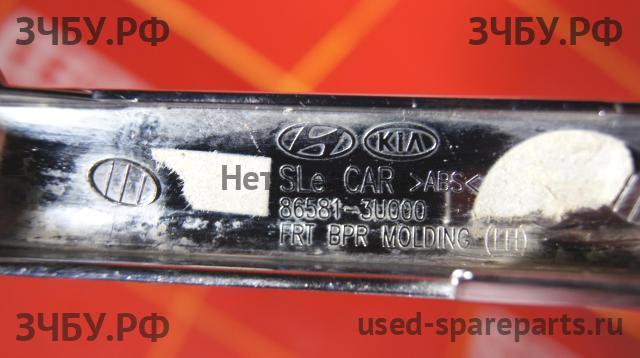 ЗЧБУ.РФ ЗЧБУ.РФ
KIA
Нет SLe CAR >ABS<
86581-3U000
FRT BPR MOLDING (LH)
ЗЧБУ.РФ used-spareparts.ru